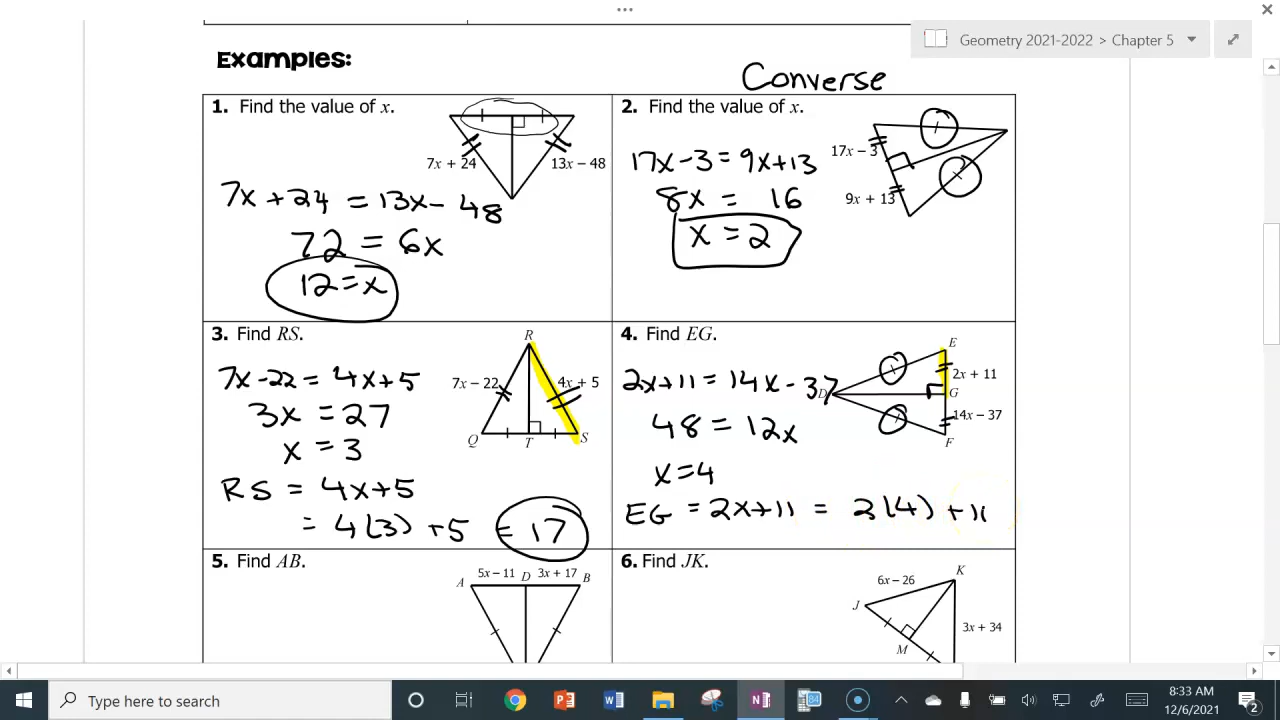 Geometry 2021-2022 > Chapter 5
Examples:
Converse
1. Find the value of x.
7x + 24
13x – 48
7x + 24 = 13x – 48
72 = 6x
12 = x
2. Find the value of x.
17x – 3
9x + 13
17x – 3 = 9x + 13
8x = 16
x = 2
3. Find RS.
R
7x – 22
4x + 5
Q
T
S
7x – 22 = 4x + 5
3x = 27
x = 3
RS = 4x + 5
= 4(3) + 5 = 17
4. Find EG.
E
2x + 11
D
G
14x – 37
F
2x + 11 = 14x – 37
48 = 12x
x = 4
EG = 2x + 11 = 2(4) + 11
5. Find AB.
5x – 11
3x + 17
A
D
B
6. Find JK.
K
6x – 26
J
3x + 34
M
Type here to search
8:33 AM
12/6/2021
2